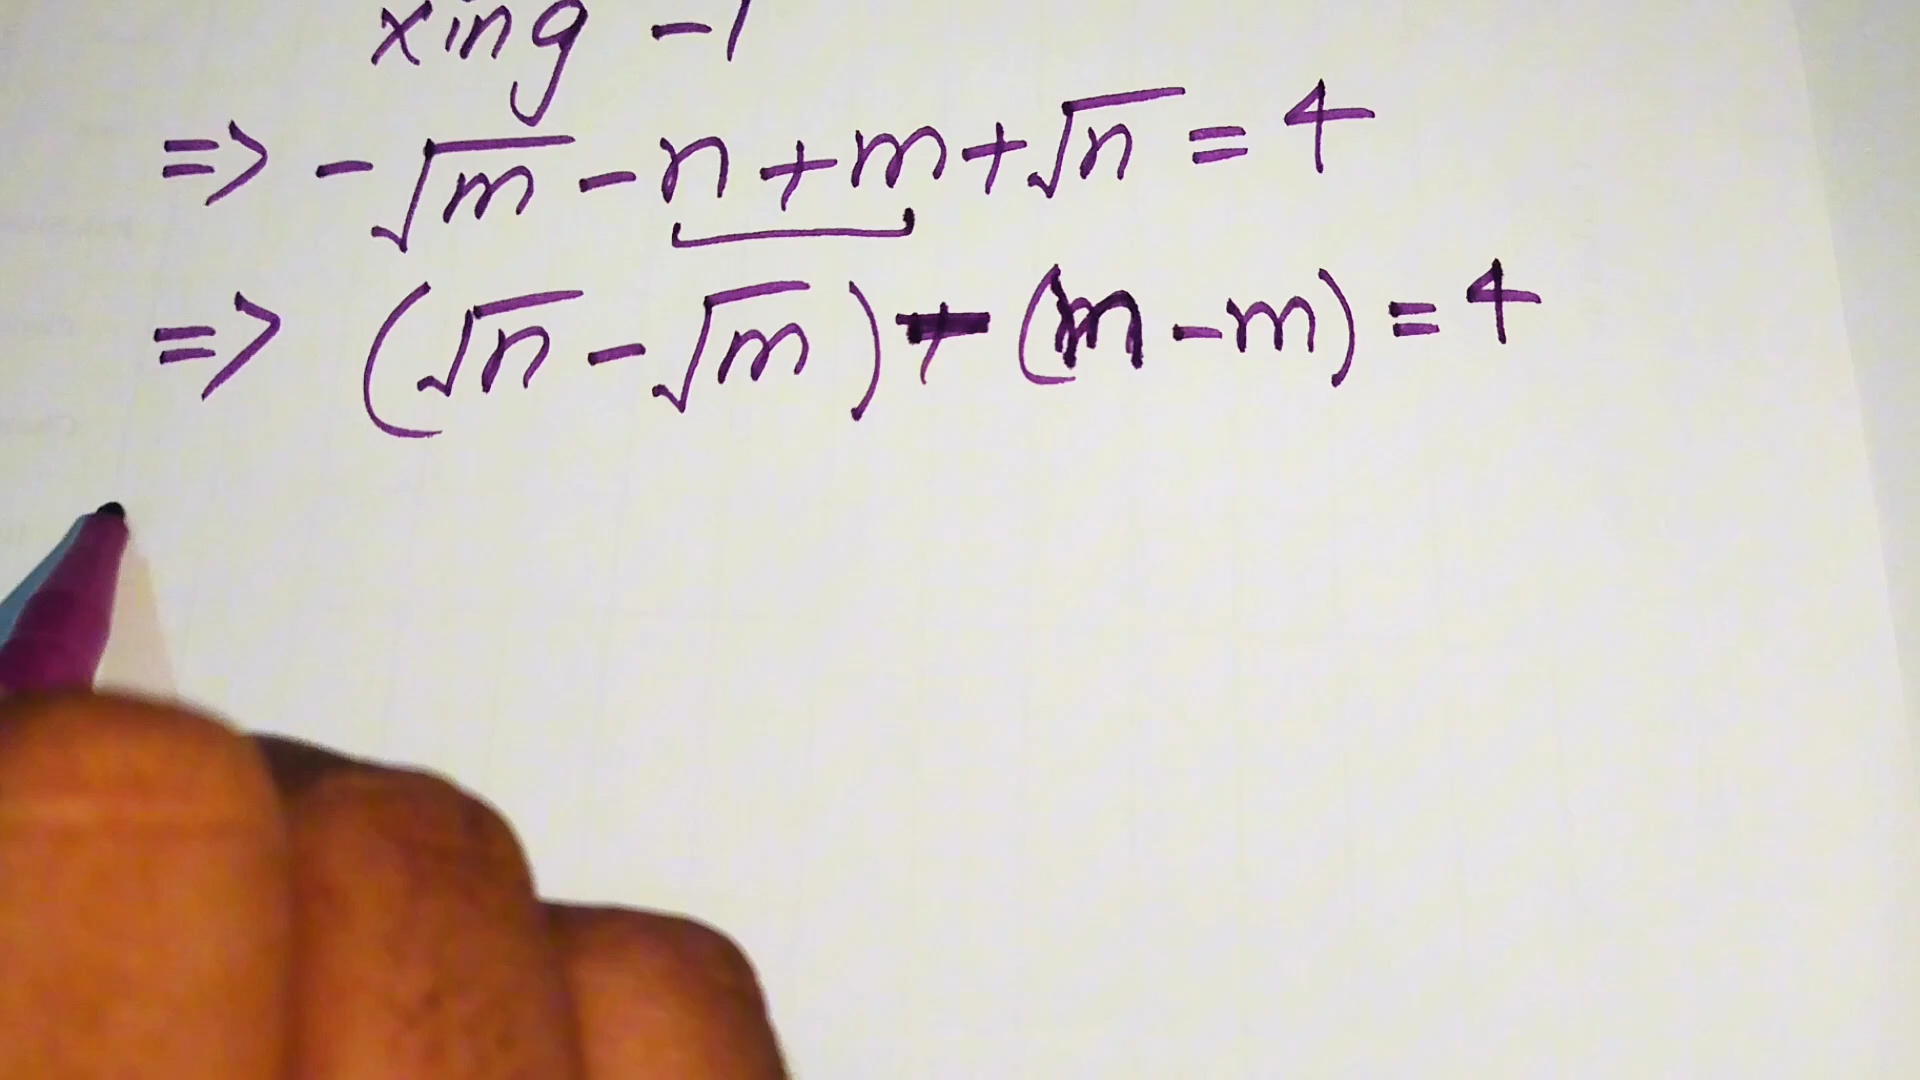 xing -1
=> -√m - n + m + √n = 4
=> (√n - √m) - (n - m) = 4